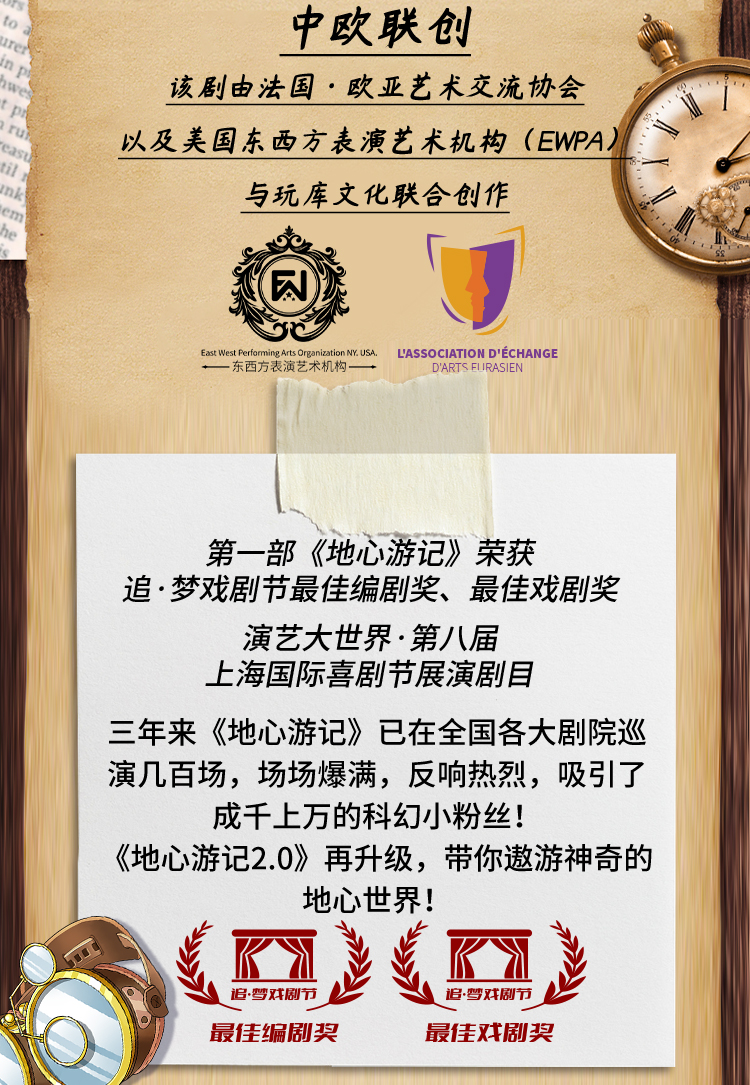 中欧联创
该剧由法国·欧亚艺术交流协会
以及美国东西方表演艺术机构（EWPA）
与玩库文化联合创作
EW
East West Performing Arts Organization NY. USA.
东西方表演艺术机构
L'ASSOCIATION D'ÉCHANGE
D'ARTS EURASIEN
第一部《地心游记》荣获
追·梦戏剧节最佳编剧奖、最佳戏剧奖
演艺大世界·第八届
上海国际喜剧节展演剧目
三年来《地心游记》已在全国各大剧院巡
演几百场，场场爆满，反响热烈，吸引了
成千上万的科幻小粉丝！
《地心游记2.0》再升级，带你遨游神奇的
地心世界！
追·梦戏剧节
最佳编剧奖
追·梦戏剧节
最佳戏剧奖